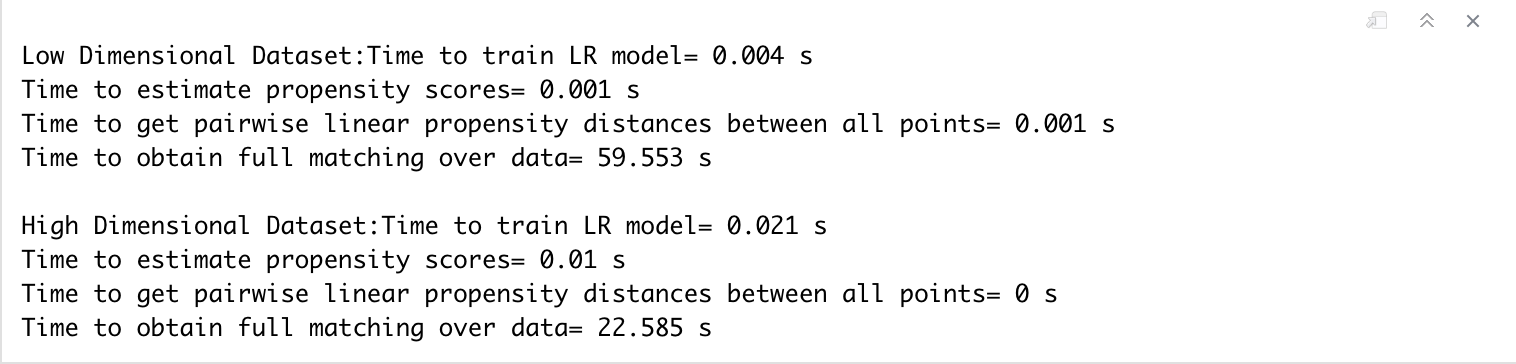 Low Dimensional Dataset:Time to train LR model= 0.004 s
Time to estimate propensity scores= 0.001 s
Time to get pairwise linear propensity distances between all points= 0.001 s
Time to obtain full matching over data= 59.553 s
High Dimensional Dataset:Time to train LR model= 0.021 s
Time to estimate propensity scores= 0.01 s
Time to get pairwise linear propensity distances between all points= 0 s
Time to obtain full matching over data= 22.585 s